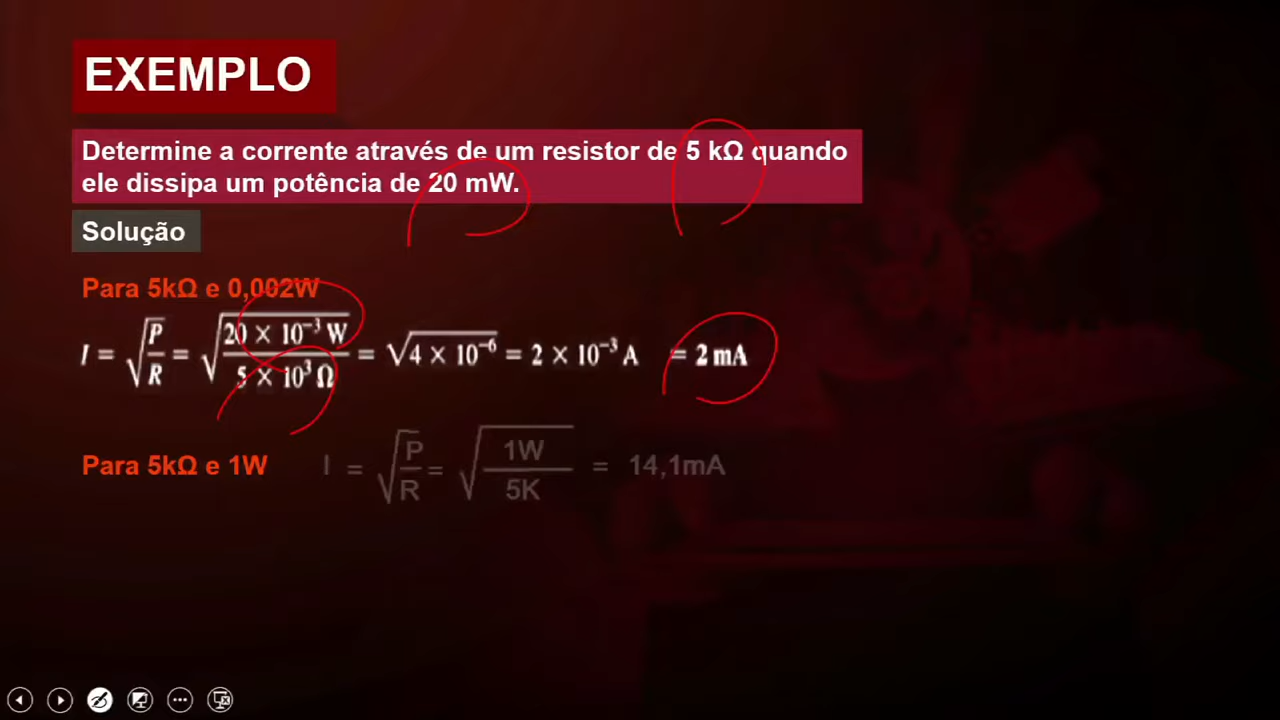 EXEMPLO
Determine a corrente através de um resistor de 5 kΩ quando
ele dissipa um potência de 20 mW.
Solução
Para 5kΩ e 0,002W
I = √(P/R) = √(20 × 10⁻³ W / 5 × 10³ Ω) = √(4 × 10⁻⁶) = 2 × 10⁻³ A = 2 mA
Para 5kΩ e 1W I = √(P/R) = √(1W / 5K) = 14,1mA